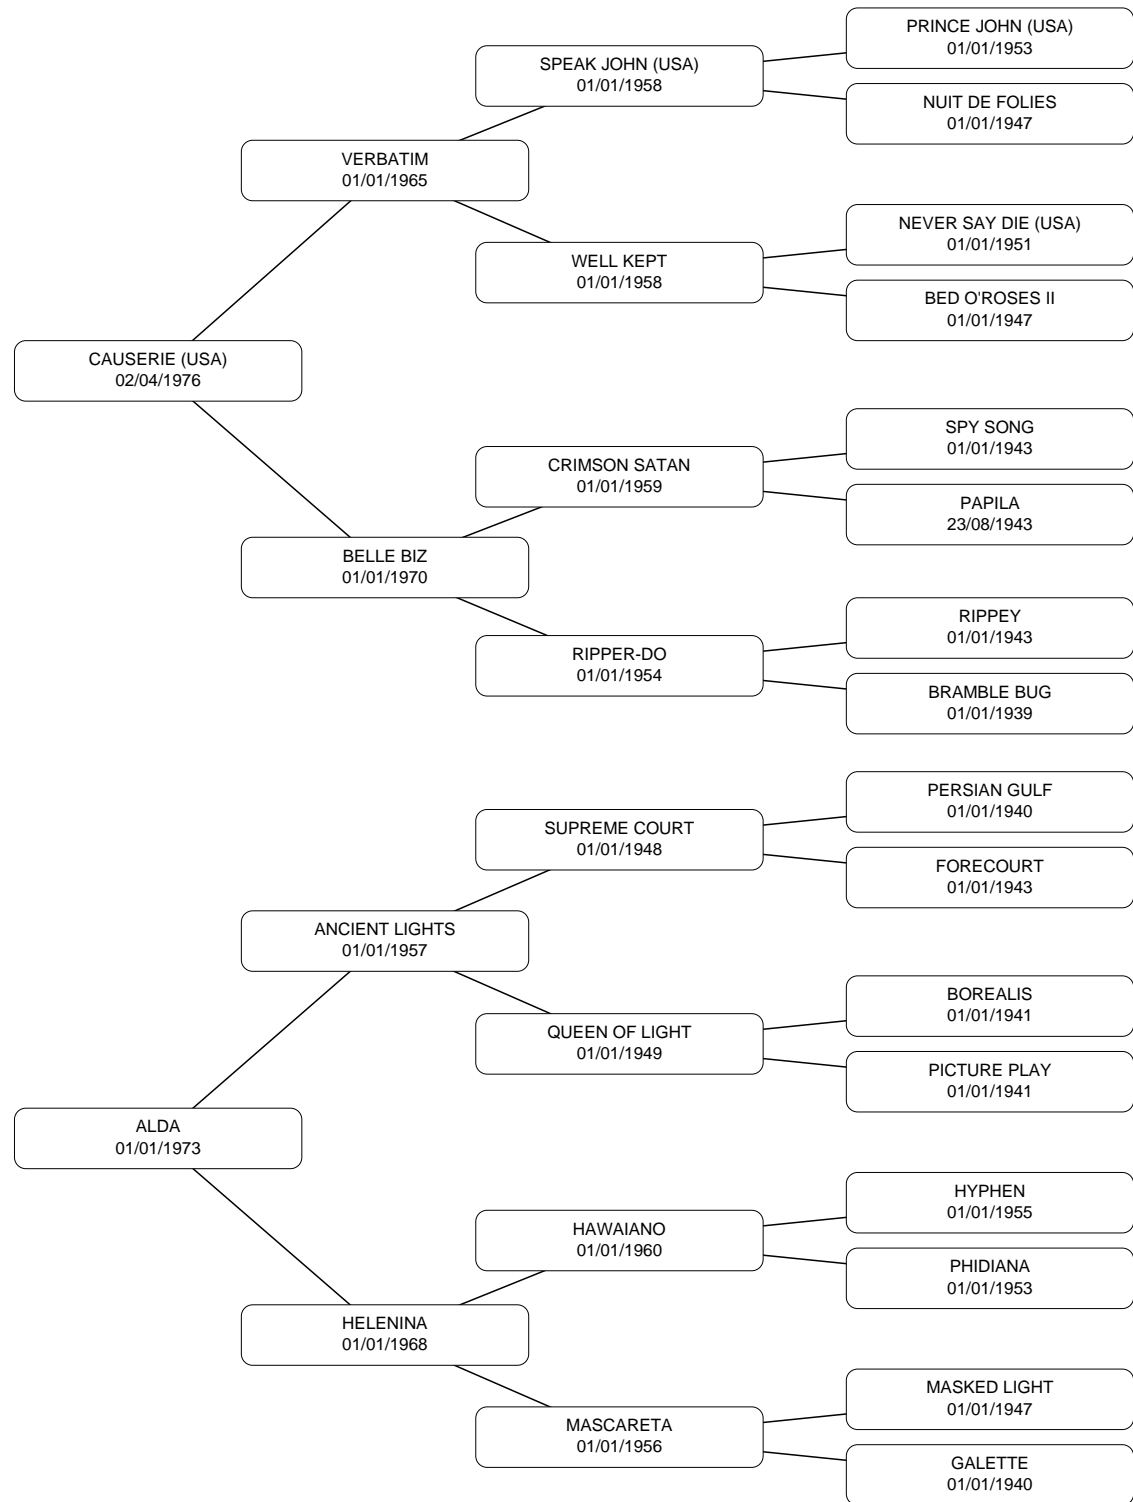 PRINCE JOHN (USA)
01/01/1953
SPEAK JOHN (USA)
01/01/1958
NUIT DE FOLIES
01/01/1947
VERBATIM
01/01/1965
NEVER SAY DIE (USA)
01/01/1951
WELL KEPT
01/01/1958
BED O'ROSES II
01/01/1947
CAUSERIE (USA)
02/04/1976
SPY SONG
01/01/1943
CRIMSON SATAN
01/01/1959
PAPILA
23/08/1943
BELLE BIZ
01/01/1970
RIPPEY
01/01/1943
RIPPER-DO
01/01/1954
BRAMBLE BUG
01/01/1939
PERSIAN GULF
01/01/1940
SUPREME COURT
01/01/1948
FORECOURT
01/01/1943
ANCIENT LIGHTS
01/01/1957
BOREALIS
01/01/1941
QUEEN OF LIGHT
01/01/1949
PICTURE PLAY
01/01/1941
ALDA
01/01/1973
HYPHEN
01/01/1955
HAWAIANO
01/01/1960
PHIDIANA
01/01/1953
HELENINA
01/01/1968
MASKED LIGHT
01/01/1947
MASCARETA
01/01/1956
GALETTE
01/01/1940